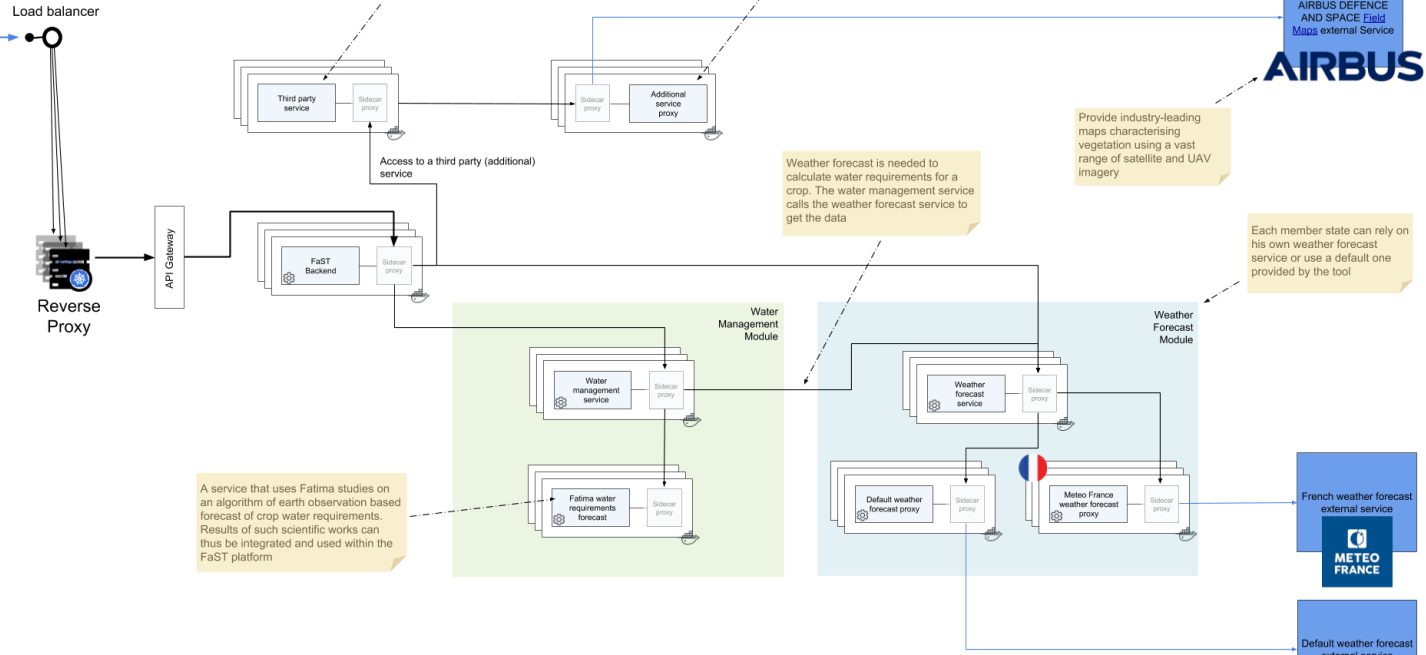 Load balancer
AIRBUS DEFENCE
AND SPACE Field
Maps external Service
AIRBUS
Third party
service
Sidecar
proxy
Sidecar
proxy
Additional
service
proxy
Provide industry-leading
maps characterising
vegetation using a vast
range of satellite and UAV
imagery
Access to a third party (additional)
service
Weather forecast is needed to
calculate water requirements for a
crop. The water management service
calls the weather forecast service to
get the data
API Gateway
FaST
Backend
Sidecar
proxy
Each member state can rely on
his own weather forecast
service or use a default one
provided by the tool
Reverse
Proxy
Water
Management
Module
Weather
Forecast
Module
Water
management
service
Sidecar
proxy
Weather
forecast
service
Sidecar
proxy
A service that uses Fatima studies on
an algorithm of earth observation based
forecast of crop water requirements.
Results of such scientific works can
thus be integrated and used within the
FaST platform
Fatima water
requirements
forecast
Sidecar
proxy
Default weather
forecast proxy
Sidecar
proxy
Meteo France
weather forecast
proxy
Sidecar
proxy
French weather forecast
external service
METEO
FRANCE
Default weather forecast
external service